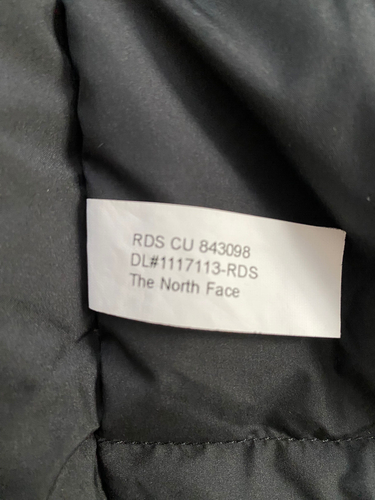 RDS CU 843098
DL#1117113-RDS
The North Face